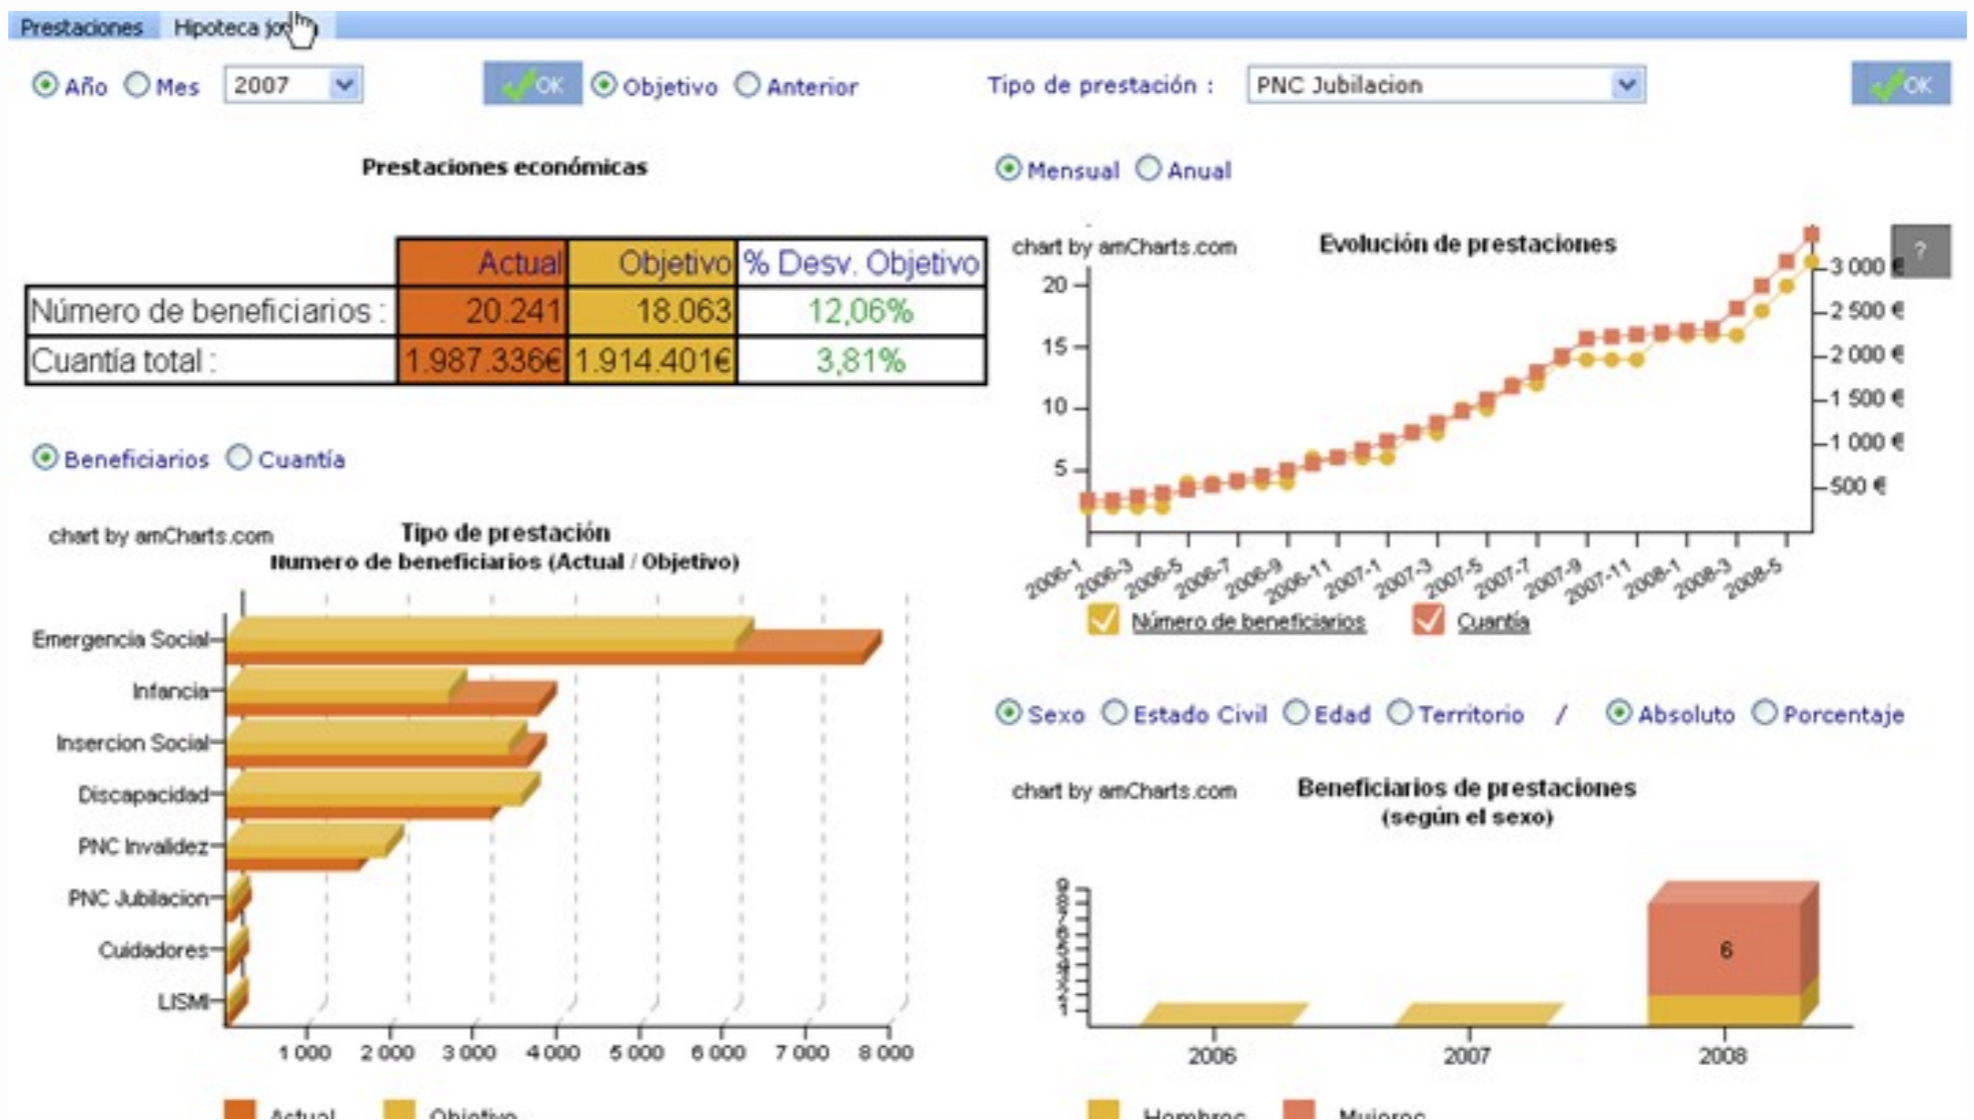 Prestaciones Hipoteca
Año Mes 2007 OK Objetivo Anterior
Tipo de prestación : PNC Jubilacion OK
Prestaciones económicas
Actual Objetivo % Desv. Objetivo
Número de beneficiarios : 20.241 18.063 12,06%
Cuantía total : 1.987.336€ 1.914.401€ 3,81%
Beneficiarios Cuantía
chart by amCharts.com
Tipo de prestación
Numero de beneficiarios (Actual / Objetivo)
Emergencia Social
Infancia
Insercion Social
Discapacidad
PNC Invalidez
PNC Jubilacion
Cuidadores
LISMI
1 000 2 000 3 000 4 000 5 000 6 000 7 000 8 000
Actual Objetivo
Mensual Anual
chart by amCharts.com
Evolución de prestaciones
?
20
15
10
5
3 000 €
2 500 €
2 000 €
1 500 €
1 000 €
500 €
2006-1 2006-3 2006-5 2006-7 2006-9 2006-11 2007-1 2007-3 2007-5 2007-7 2007-9 2007-11 2008-1 2008-3 2008-5
Número de beneficiarios Cuantía
Sexo Estado Civil Edad Territorio / Absoluto Porcentaje
chart by amCharts.com
Beneficiarios de prestaciones
(según el sexo)
6
2006 2007 2008
Hombres Mujeres